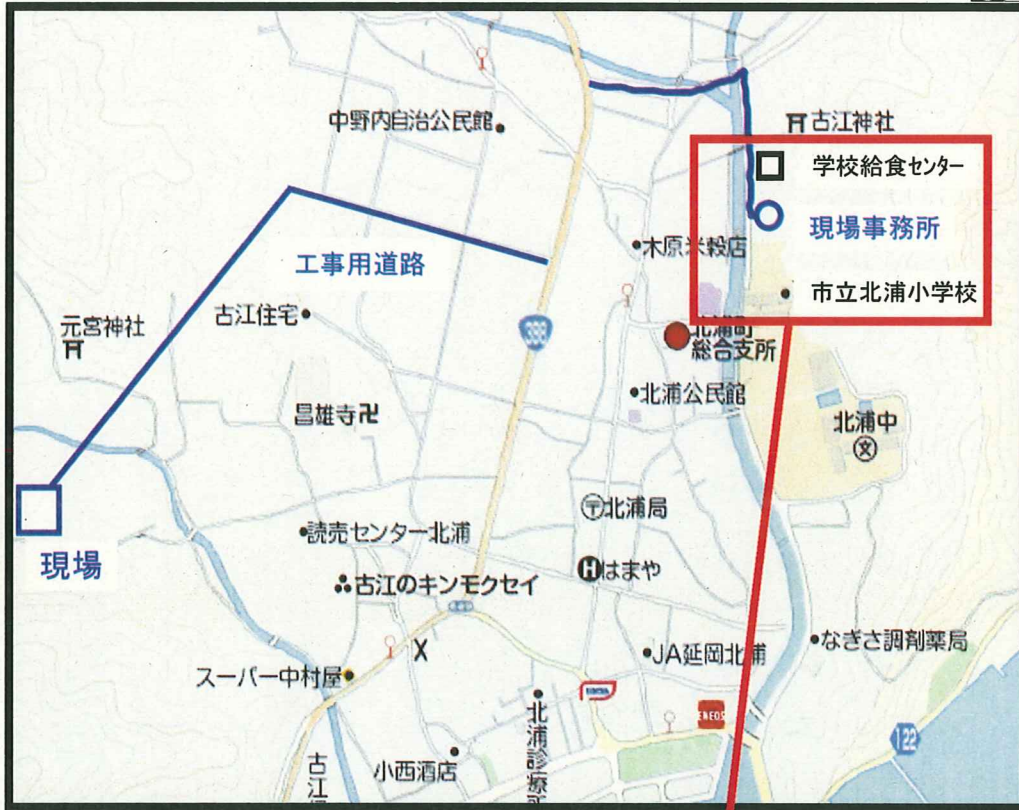 中野内自治公民館
古江神社
学校給食センター
現場事務所
木原米穀店
市立北浦小学校
工事用道路
古江住宅
元宮神社
388
北浦町
総合支所
北浦公民館
昌雄寺
北浦中
文
〒北浦局
読売センター北浦
現場
Hはまや
古江のキンモクセイ
X
JA延岡北浦
なぎさ調剤薬局
スーパー中村屋
ENEOS
122
北浦診療所
小西酒店
古江